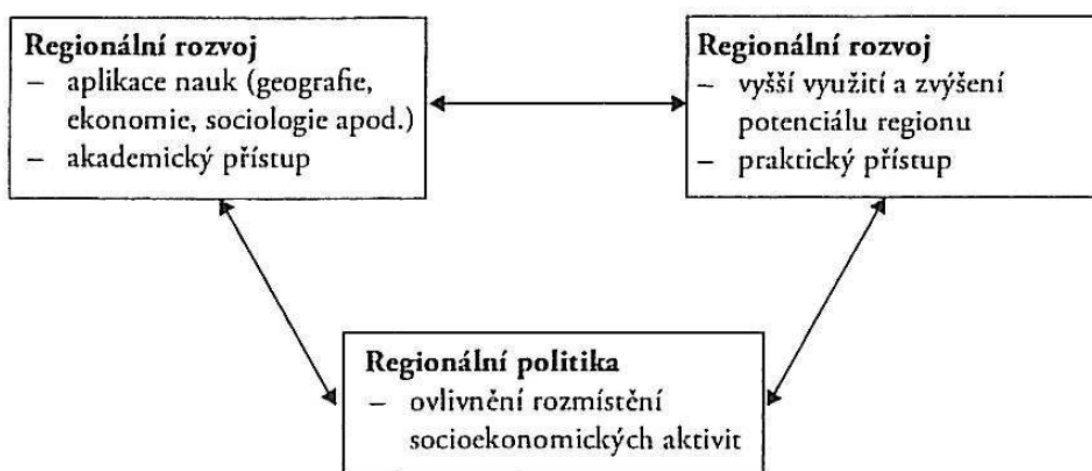 Regionální rozvoj
– aplikace nauk (geografie,
ekonomie, sociologie apod.)
– akademický přístup
Regionální rozvoj
– vyšší využití a zvýšení
potenciálu regionu
– praktický přístup
Regionální politika
– ovlivnění rozmístění
socioekonomických aktivit